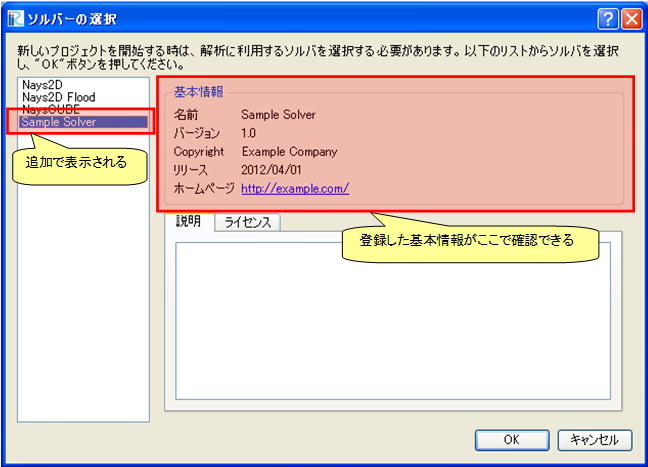 ソルバーの選択
新しいプロジェクトを開始する時は、解析に利用するソルバを選択する必要があります。以下のリストからソルバを選択
し、"OK"ボタンを押してください。
Nays2D
Nays2D Flood
NaysCUBE
Sample Solver
追加で表示される
基本情報
名前 Sample Solver
バージョン 1.0
Copyright Example Company
リリース 2012/04/01
ホームページ http://example.com/
説明 ライセンス
登録した基本情報がここで確認できる
OK キャンセル